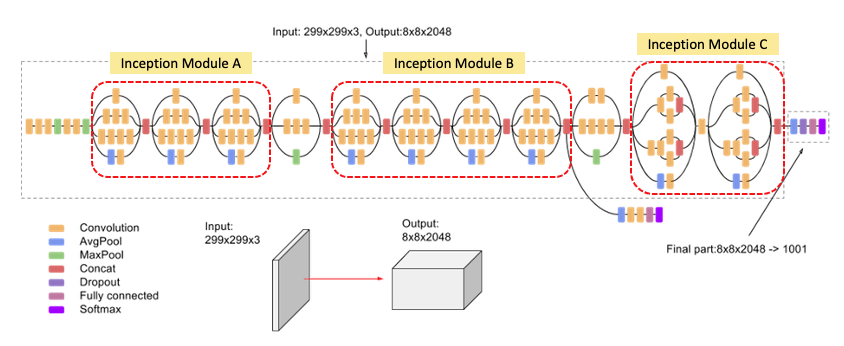 Input: 299x299x3, Output:8x8x2048
Inception Module A
Inception Module B
Inception Module C
Convolution
AvgPool
MaxPool
Concat
Dropout
Fully connected
Softmax
Input:
299x299x3
Output:
8x8x2048
Final part:8x8x2048 -> 1001